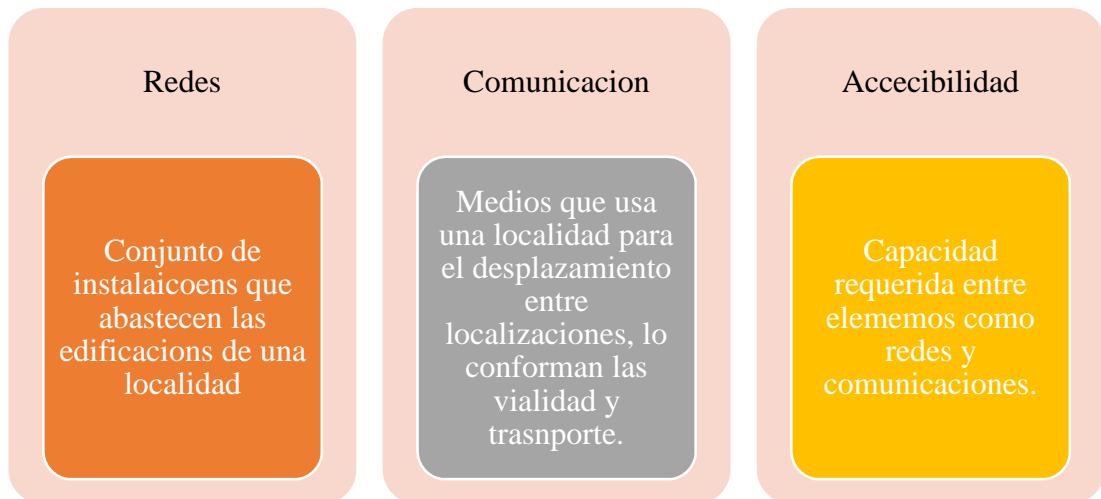 Redes
Conjunto de
instalaicoens que
abastecen las
edificacions de una
localidad
Comunicacion
Medios que usa
una localidad para
el desplazamiento
entre
localizaciones, lo
conforman las
vialidad y
trasnporte.
Accecibilidad
Capacidad
requerida entre
elememos como
redes y
comunicaciones.